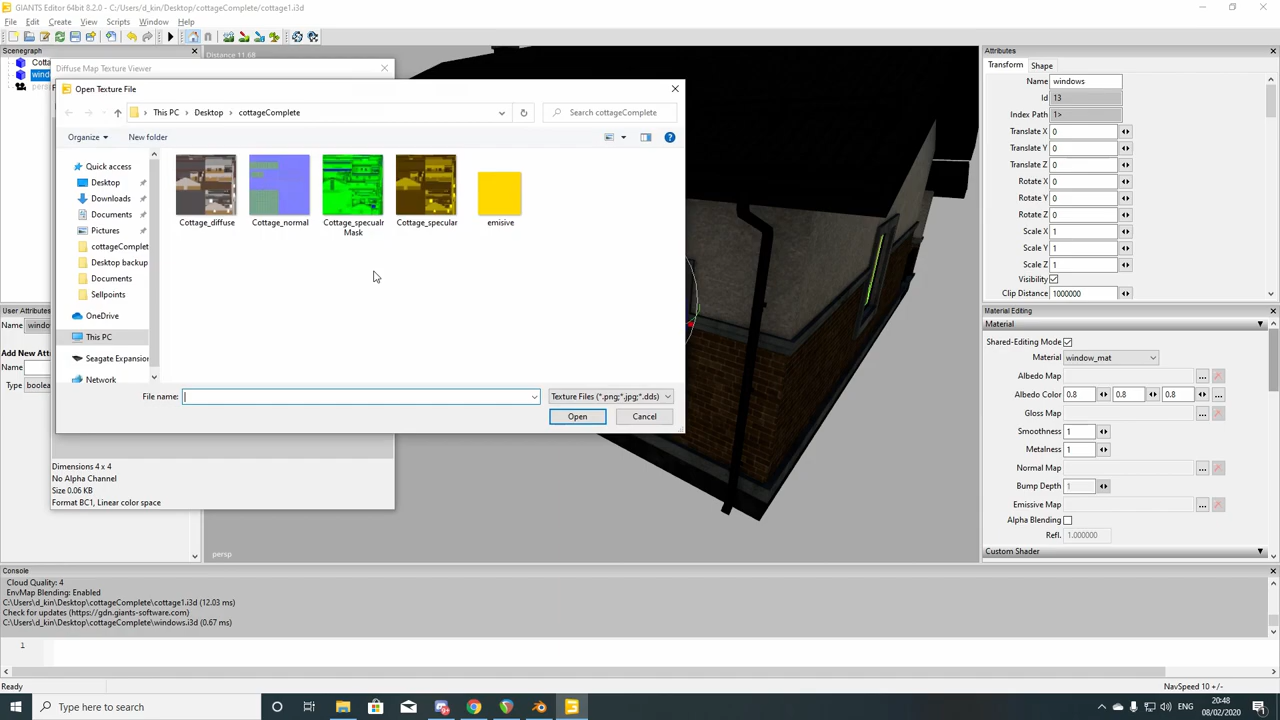 GIANTS Editor 64bit 8.2.0 - C:/Users/d_kin/Desktop/cottageComplete/cottage1.i3d
File Edit Create View Scripts Window Help
Scenegraph
Distance 11.68
Attributes
Cott
wind
pers
Diffuse Map Texture Viewer
Open Texture File
This PC > Desktop > cottageComplete
Search cottageComplete
Organize New folder
Quick access
Desktop
Downloads
Documents
Pictures
cottageComplet
Desktop backup
Documents
Sellpoints
OneDrive
This PC
Seagate Expansion
Network
Cottage_diffuse
Cottage_normal
Cottage_specualr
Mask
Cottage_specular
emisive
File name:
Texture Files (*.png;*.jpg;*.dds)
Open Cancel
Dimensions 4 x 4
No Alpha Channel
Size 0.06 KB
Format BC1, Linear color space
User Attributes
Name windo
Add New Att
Name
Type boolea
persp
Transform Shape
Name windows
Id 13
Index Path 1>
Translate X 0
Translate Y 0
Translate Z 0
Rotate X 0
Rotate Y 0
Rotate Z 0
Scale X 1
Scale Y 1
Scale Z 1
Visibility
Clip Distance 1000000
Material Editing
Material
Shared-Editing Mode
Material window_mat
Albedo Map ...
Albedo Color 0.8 0.8 0.8 ...
Gloss Map ...
Smoothness 1
Metalness 1
Normal Map ...
Bump Depth 1
Emissive Map ...
Alpha Blending
Refl. 1.000000
Custom Shader
Console
Cloud Quality: 4
EnvMap Blending: Enabled
C:\Users\d_kin\Desktop\cottageComplete\cottage1.i3d (12.03 ms)
Check for updates (https://gdn.giants-software.com)
C:\Users\d_kin\Desktop\cottageComplete\windows.i3d (0.67 ms)
1
Ready
NavSpeed 10 +/-
Type here to search
ENG
20:48
08/02/2020